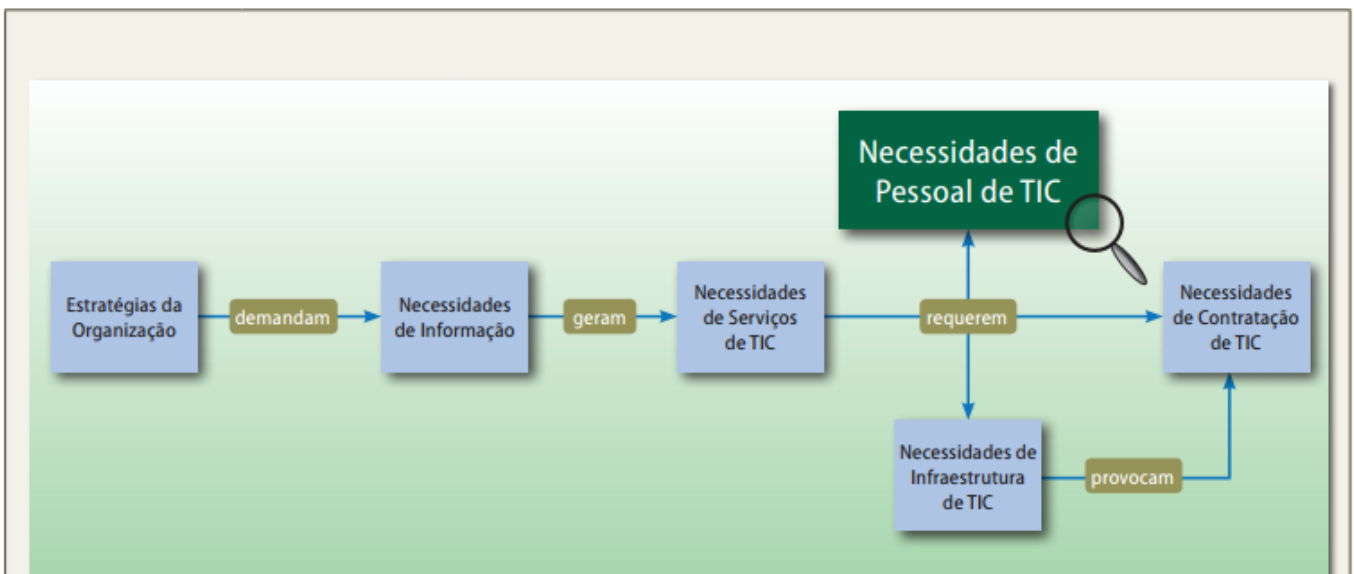 Necessidades de
Pessoal de TIC
Estratégias da
Organização
demandam
Necessidades
de Informação
geram
Necessidades
de Serviços
de TIC
requerem
Necessidades
de Contratação
de TIC
Necessidades de
Infraestrutura
de TIC
provocam